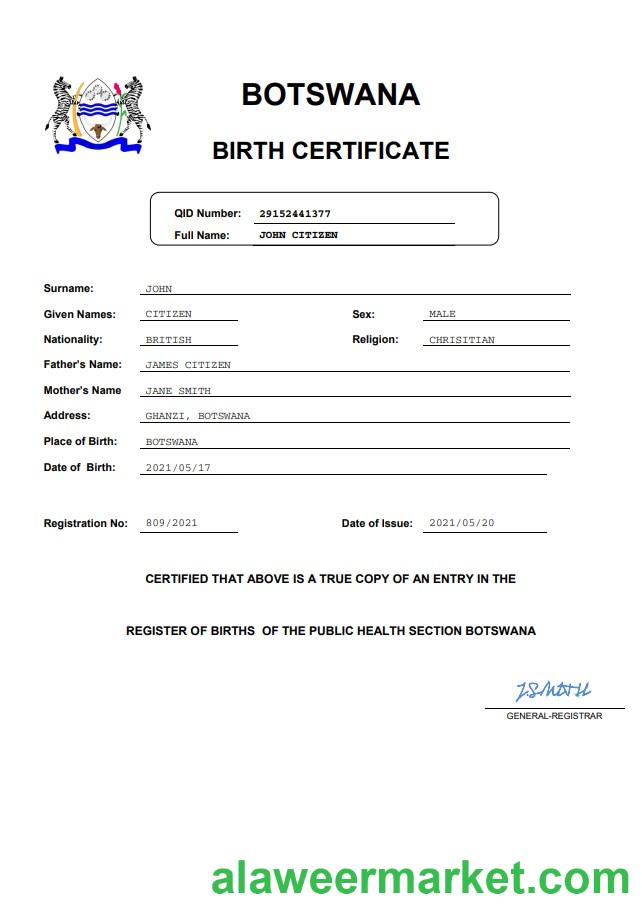 BOTSWANA
BIRTH CERTIFICATE
QID Number: 29152441377
Full Name: JOHN CITIZEN
Surname: JOHN
Given Names: CITIZEN Sex: MALE
Nationality: BRITISH Religion: CHRISITIAN
Father's Name: JAMES CITIZEN
Mother's Name JANE SMITH
Address: GHANZI, BOTSWANA
Place of Birth: BOTSWANA
Date of Birth: 2021/05/17
Registration No: 809/2021 Date of Issue: 2021/05/20
CERTIFIED THAT ABOVE IS A TRUE COPY OF AN ENTRY IN THE
REGISTER OF BIRTHS OF THE PUBLIC HEALTH SECTION BOTSWANA
J.SMITH
GENERAL-REGISTRAR
alaweermarket.com